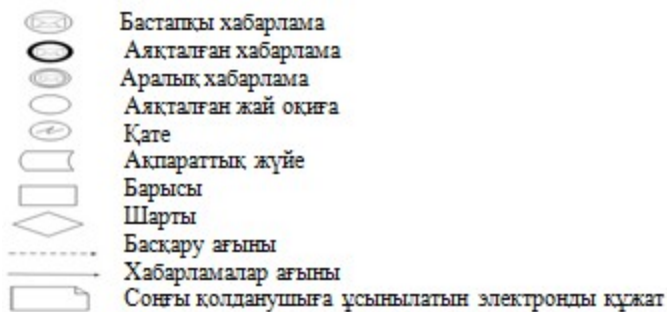 Бастапқы хабарлама
Аяқталған хабарлама
Аралық хабарлама
Аяқталған жай оқиға
Қате
Ақпараттық жүйе
Барысы
Шарты
Басқару ағыны
Хабарламалар ағыны
Соңғы қолданушыға ұсынылатын электронды құжат